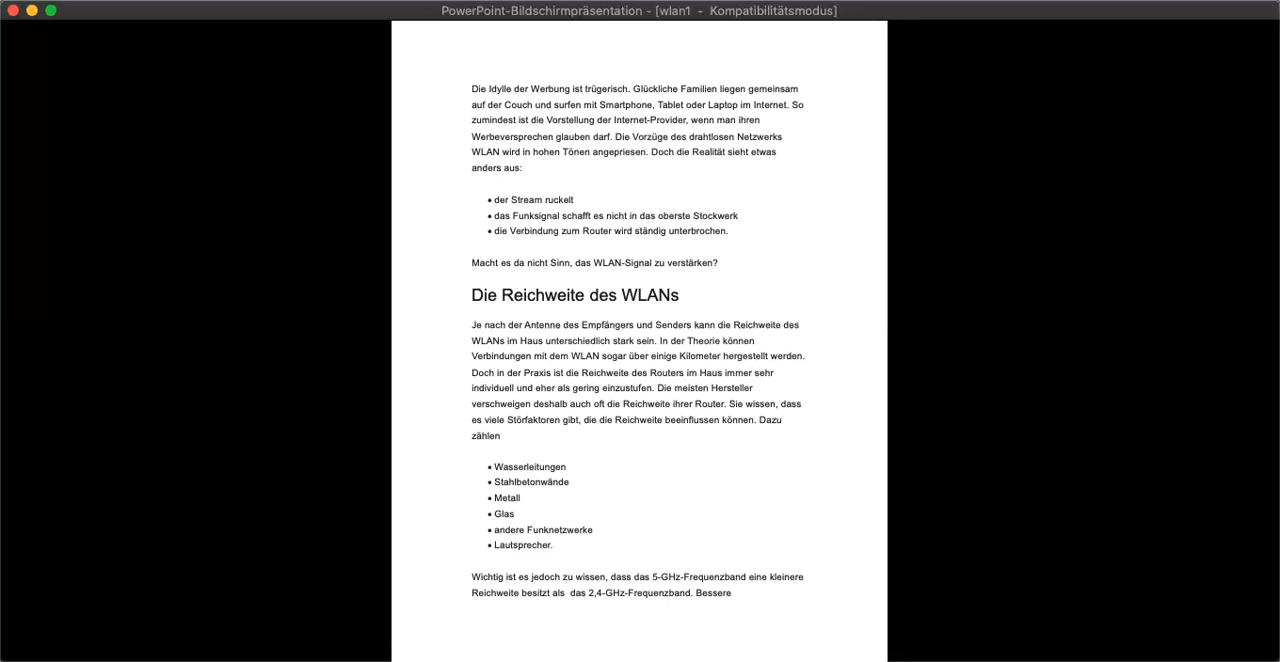 PowerPoint-Bildschirmpräsentation - [wlan1 - Kompatibilitätsmodus]
Die Idylle der Werbung ist trügerisch. Glückliche Familien liegen gemeinsam
auf der Couch und surfen mit Smartphone, Tablet oder Laptop im Internet. So
zumindest ist die Vorstellung der Internet-Provider, wenn man ihren
Werbeversprechen glauben darf. Die Vorzüge des drahtlosen Netzwerks
WLAN wird in hohen Tönen angepriesen. Doch die Realität sieht etwas
anders aus:
• der Stream ruckelt
• das Funksignal schafft es nicht in das oberste Stockwerk
• die Verbindung zum Router wird ständig unterbrochen.
Macht es da nicht Sinn, das WLAN-Signal zu verstärken?
Die Reichweite des WLANs
Je nach der Antenne des Empfängers und Senders kann die Reichweite des
WLANs im Haus unterschiedlich stark sein. In der Theorie können
Verbindungen mit dem WLAN sogar über einige Kilometer hergestellt werden.
Doch in der Praxis ist die Reichweite des Routers im Haus immer sehr
individuell und eher als gering einzustufen. Die meisten Hersteller
verschweigen deshalb auch oft die Reichweite ihrer Router. Sie wissen, dass
es viele Störfaktoren gibt, die die Reichweite beeinflussen können. Dazu
zählen
• Wasserleitungen
• Stahlbetonwände
• Metall
• Glas
• andere Funknetzwerke
• Lautsprecher.
Wichtig ist es jedoch zu wissen, dass das 5-GHz-Frequenzband eine kleinere
Reichweite besitzt als  das 2,4-GHz-Frequenzband. Bessere